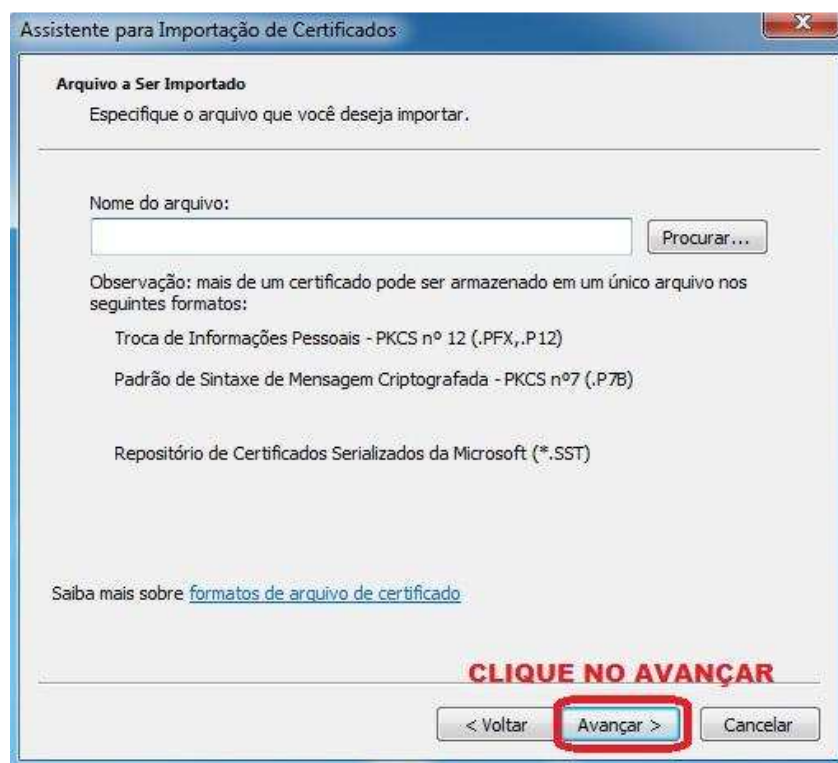 Assistente para Importação de Certificados
Arquivo a Ser Importado
Especifique o arquivo que você deseja importar.
Nome do arquivo:
Procurar...
Observação: mais de um certificado pode ser armazenado em um único arquivo nos
seguintes formatos:
Troca de Informações Pessoais - PKCS nº 12 (.PFX,.P12)
Padrão de Sintaxe de Mensagem Criptografada - PKCS nº7 (.P7B)
Repositório de Certificados Serializados da Microsoft (*.SST)
Saiba mais sobre formatos de arquivo de certificado
CLIQUE NO AVANÇAR
< Voltar
Avançar >
Cancelar